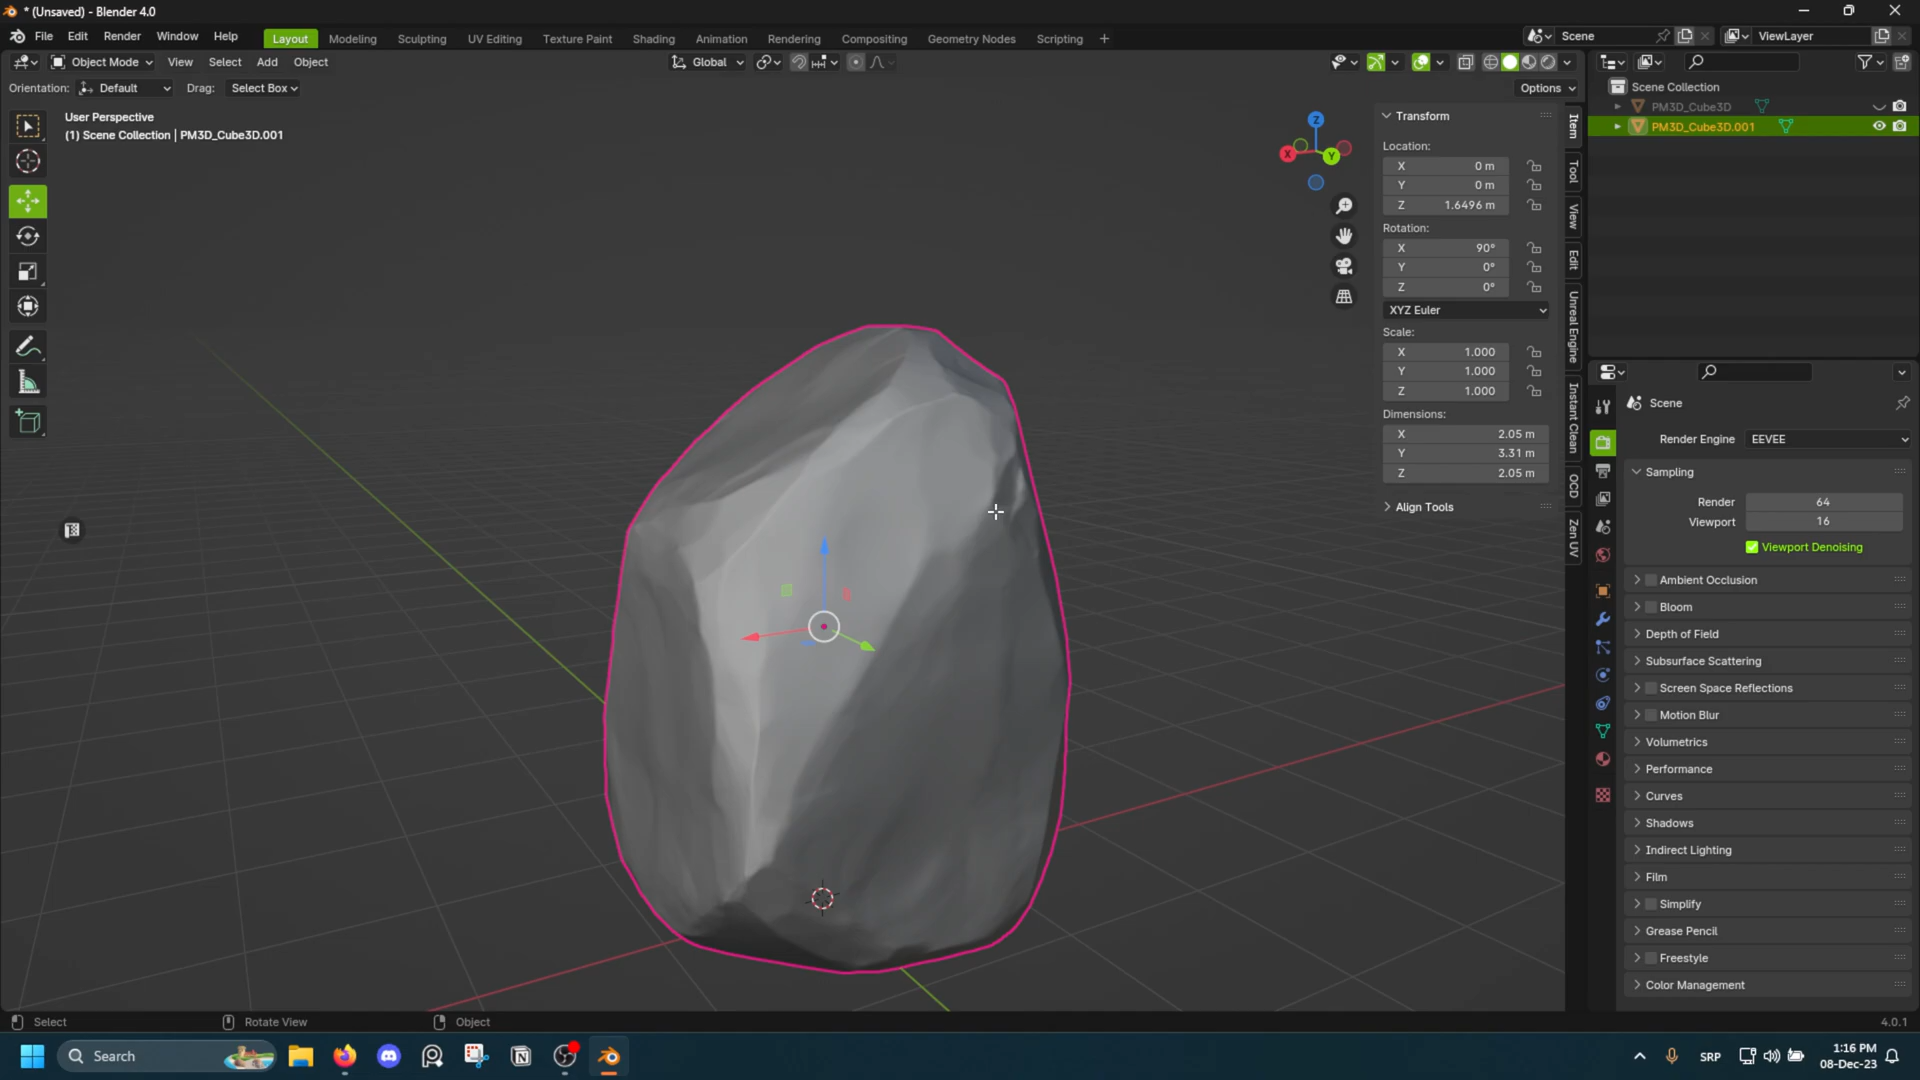 * (Unsaved) - Blender 4.0
File Edit Render Window Help
Layout Modeling Sculpting UV Editing Texture Paint Shading Animation Rendering Compositing Geometry Nodes Scripting +
Scene
ViewLayer
Object Mode View Select Add Object
Global
Orientation: Default Drag: Select Box
Options
User Perspective
(1) Scene Collection | PM3D_Cube3D.001
Z
X
Y
Transform
Location:
X 0 m
Y 0 m
Z 1.6496 m
Rotation:
X 90°
Y 0°
Z 0°
XYZ Euler
Scale:
X 1.000
Y 1.000
Z 1.000
Dimensions:
X 2.05 m
Y 3.31 m
Z 2.05 m
Align Tools
Item
Tool
View
Edit
Unreal Engine
Instant Clean
OCD
Zen UV
Scene Collection
PM3D_Cube3D
PM3D_Cube3D.001
Scene
Render Engine EEVEE
Sampling
Render 64
Viewport 16
Viewport Denoising
Ambient Occlusion
Bloom
Depth of Field
Subsurface Scattering
Screen Space Reflections
Motion Blur
Volumetrics
Performance
Curves
Shadows
Indirect Lighting
Film
Simplify
Grease Pencil
Freestyle
Color Management
Select Rotate View Object
4.0.1
Search
SRP
1:16 PM
08-Dec-23